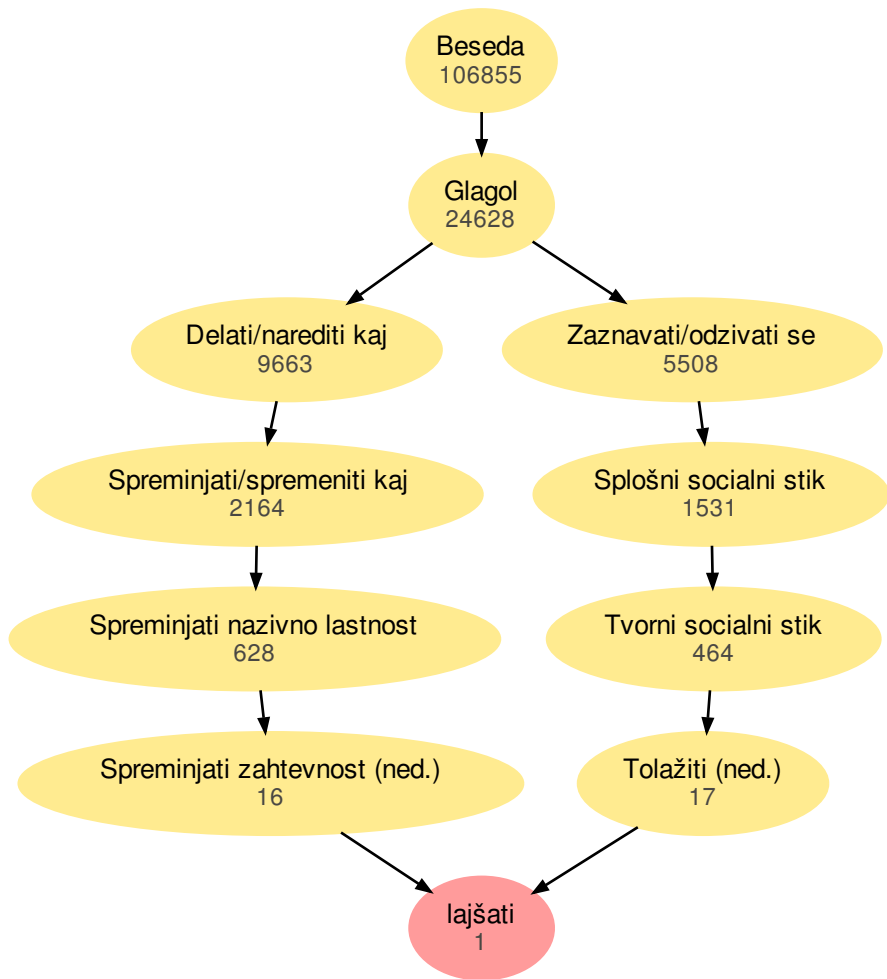 Beseda
106855
Glagol
24628
Delati/narediti kaj
9663
Zaznavati/odzivati se
5508
Spreminjati/spremeniti kaj
2164
Splošni socialni stik
1531
Spreminjati nazivno lastnost
628
Tvorni socialni stik
464
Spreminjati zahtevnost (ned.)
16
Tolažiti (ned.)
17
lajšati
1